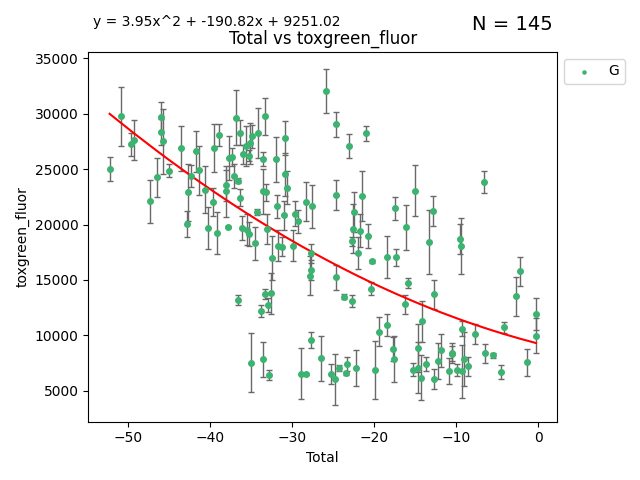 y = 3.95x^2 + -190.82x + 9251.02
N = 145
Total vs toxgreen_fluor
G
35000
30000
25000
20000
15000
10000
5000
toxgreen_fluor
−50 −40 −30 −20 −10 0
Total